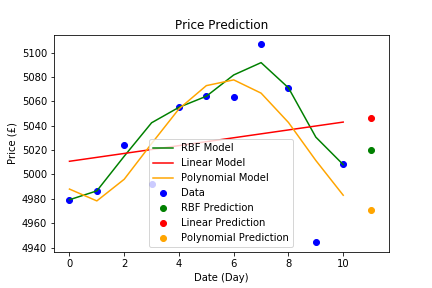 Price Prediction
Price (£)
5100
5080
5060
5040
5020
5000
4980
4960
4940
RBF Model
Linear Model
Polynomial Model
Data
RBF Prediction
Linear Prediction
Polynomial Prediction
0 2 4 6 8 10
Date (Day)